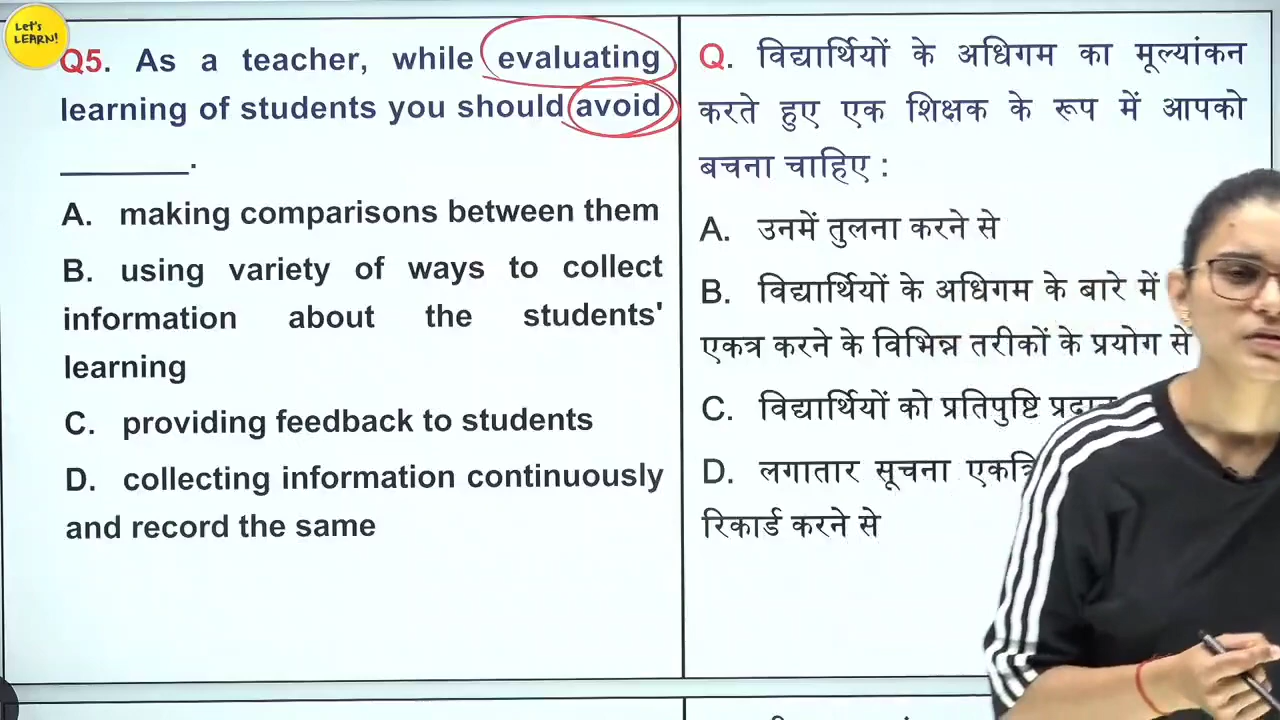 Let's
LEARN!
Q5. As a teacher, while evaluating
learning of students you should avoid
________.
A. making comparisons between them
B. using variety of ways to collect
information about the students'
learning
C. providing feedback to students
D. collecting information continuously
and record the same
Q. विद्यार्थियों के अधिगम का मूल्यांकन
करते हुए एक शिक्षक के रूप में आपको
बचना चाहिए :
A. उनमें तुलना करने से
B. विद्यार्थियों के अधिगम के बारे में
एकत्र करने के विभिन्न तरीकों के प्रयोग से
C. विद्यार्थियों को प्रतिपुष्टि
D. लगातार सूचना
रिकार्ड करने से